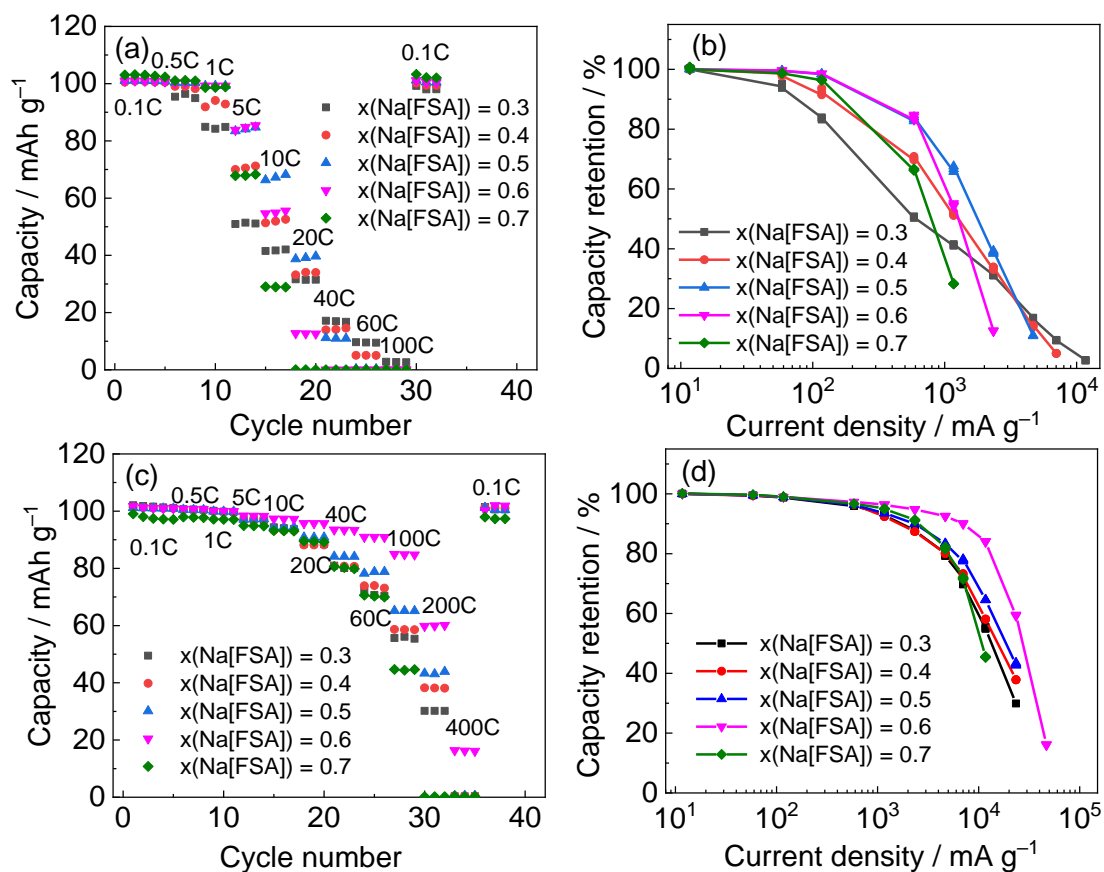 (a)
120
100
80
60
40
20
0
Capacity / mAh g⁻¹
0.1C
0.5C
1C
5C
10C
20C
40C
60C
100C
0.1C
x(Na[FSA]) = 0.3
x(Na[FSA]) = 0.4
x(Na[FSA]) = 0.5
x(Na[FSA]) = 0.6
x(Na[FSA]) = 0.7
0 10 20 30 40
Cycle number
(b)
120
100
80
60
40
20
0
Capacity retention / %
x(Na[FSA]) = 0.3
x(Na[FSA]) = 0.4
x(Na[FSA]) = 0.5
x(Na[FSA]) = 0.6
x(Na[FSA]) = 0.7
10¹ 10² 10³ 10⁴
Current density / mA g⁻¹
(c)
120
100
80
60
40
20
0
Capacity / mAh g⁻¹
0.1C
0.5C
1C
5C
10C
20C
40C
60C
100C
200C
400C
0.1C
x(Na[FSA]) = 0.3
x(Na[FSA]) = 0.4
x(Na[FSA]) = 0.5
x(Na[FSA]) = 0.6
x(Na[FSA]) = 0.7
0 10 20 30 40
Cycle number
(d)
120
100
80
60
40
20
0
Capacity retention / %
x(Na[FSA]) = 0.3
x(Na[FSA]) = 0.4
x(Na[FSA]) = 0.5
x(Na[FSA]) = 0.6
x(Na[FSA]) = 0.7
10¹ 10² 10³ 10⁴ 10⁵
Current density / mA g⁻¹